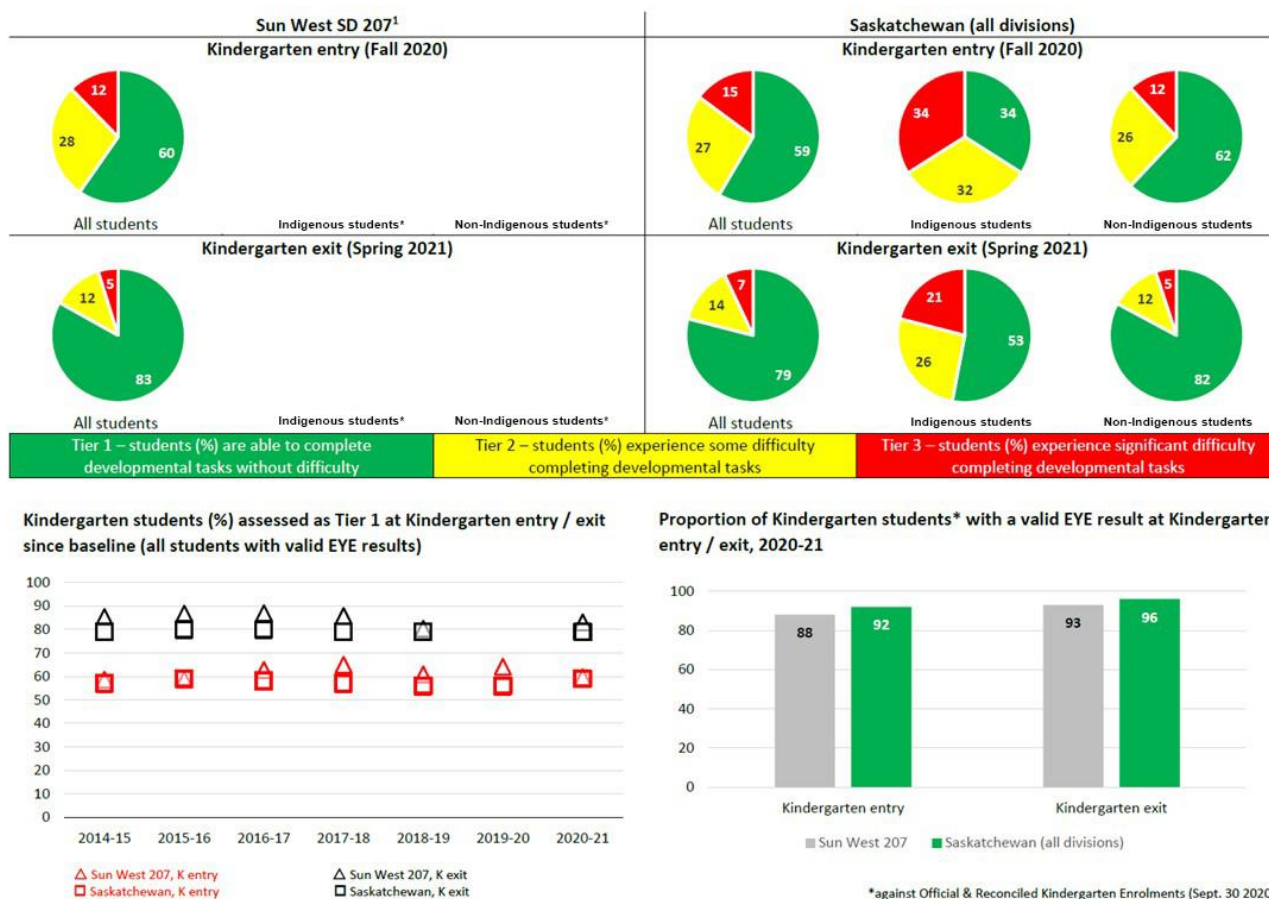 Sun West SD 207¹
Saskatchewan (all divisions)
Kindergarten entry (Fall 2020)
Kindergarten entry (Fall 2020)
12
28
60
15
27
59
34
34
32
12
26
62
All students
Indigenous students*
Non-Indigenous students*
All students
Indigenous students
Non-Indigenous students
Kindergarten exit (Spring 2021)
Kindergarten exit (Spring 2021)
5
12
83
7
14
79
21
26
53
5
12
82
All students
Indigenous students*
Non-Indigenous students*
All students
Indigenous students
Non-Indigenous students
Tier 1 – students (%) are able to complete
developmental tasks without difficulty
Tier 2 – students (%) experience some difficulty
completing developmental tasks
Tier 3 – students (%) experience significant difficulty
completing developmental tasks
Kindergarten students (%) assessed as Tier 1 at Kindergarten entry / exit
since baseline (all students with valid EYE results)
100
90
80
70
60
50
40
30
20
10
0
2014-15
2015-16
2016-17
2017-18
2018-19
2019-20
2020-21
Sun West 207, K entry
Sun West 207, K exit
Saskatchewan, K entry
Saskatchewan, K exit
Proportion of Kindergarten students* with a valid EYE result at Kindergarten
entry / exit, 2020-21
100
80
60
40
20
0
88
92
93
96
Kindergarten entry
Kindergarten exit
Sun West 207
Saskatchewan (all divisions)
*against Official & Reconciled Kindergarten Enrolments (Sept. 30 2020